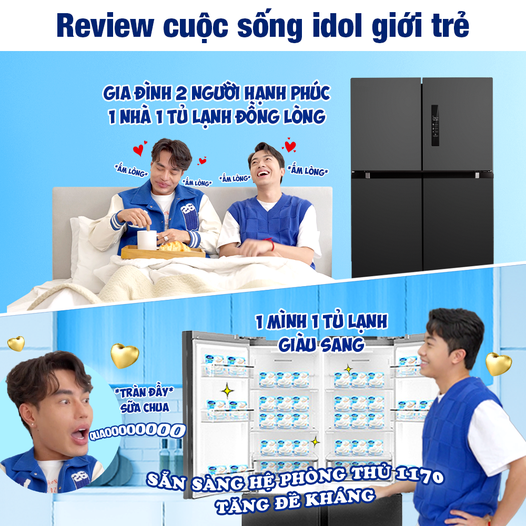 Review cuộc sống idol giới trẻ
GIA ĐÌNH 2 NGƯỜI HẠNH PHÚC
1 NHÀ 1 TỦ LẠNH ĐỒNG LÒNG
*ẤM LÒNG*
*ẤM LÒNG*
*ẤM LÒNG*
*ẤM LÒNG*
1 MÌNH 1 TỦ LẠNH
GIÀU SANG
*TRÀN ĐẦY*
SỮA CHUA
QUAOOOOOOOO
SẴN SÀNG HỆ PHÒNG THỦ 1170
TĂNG ĐỀ KHÁNG